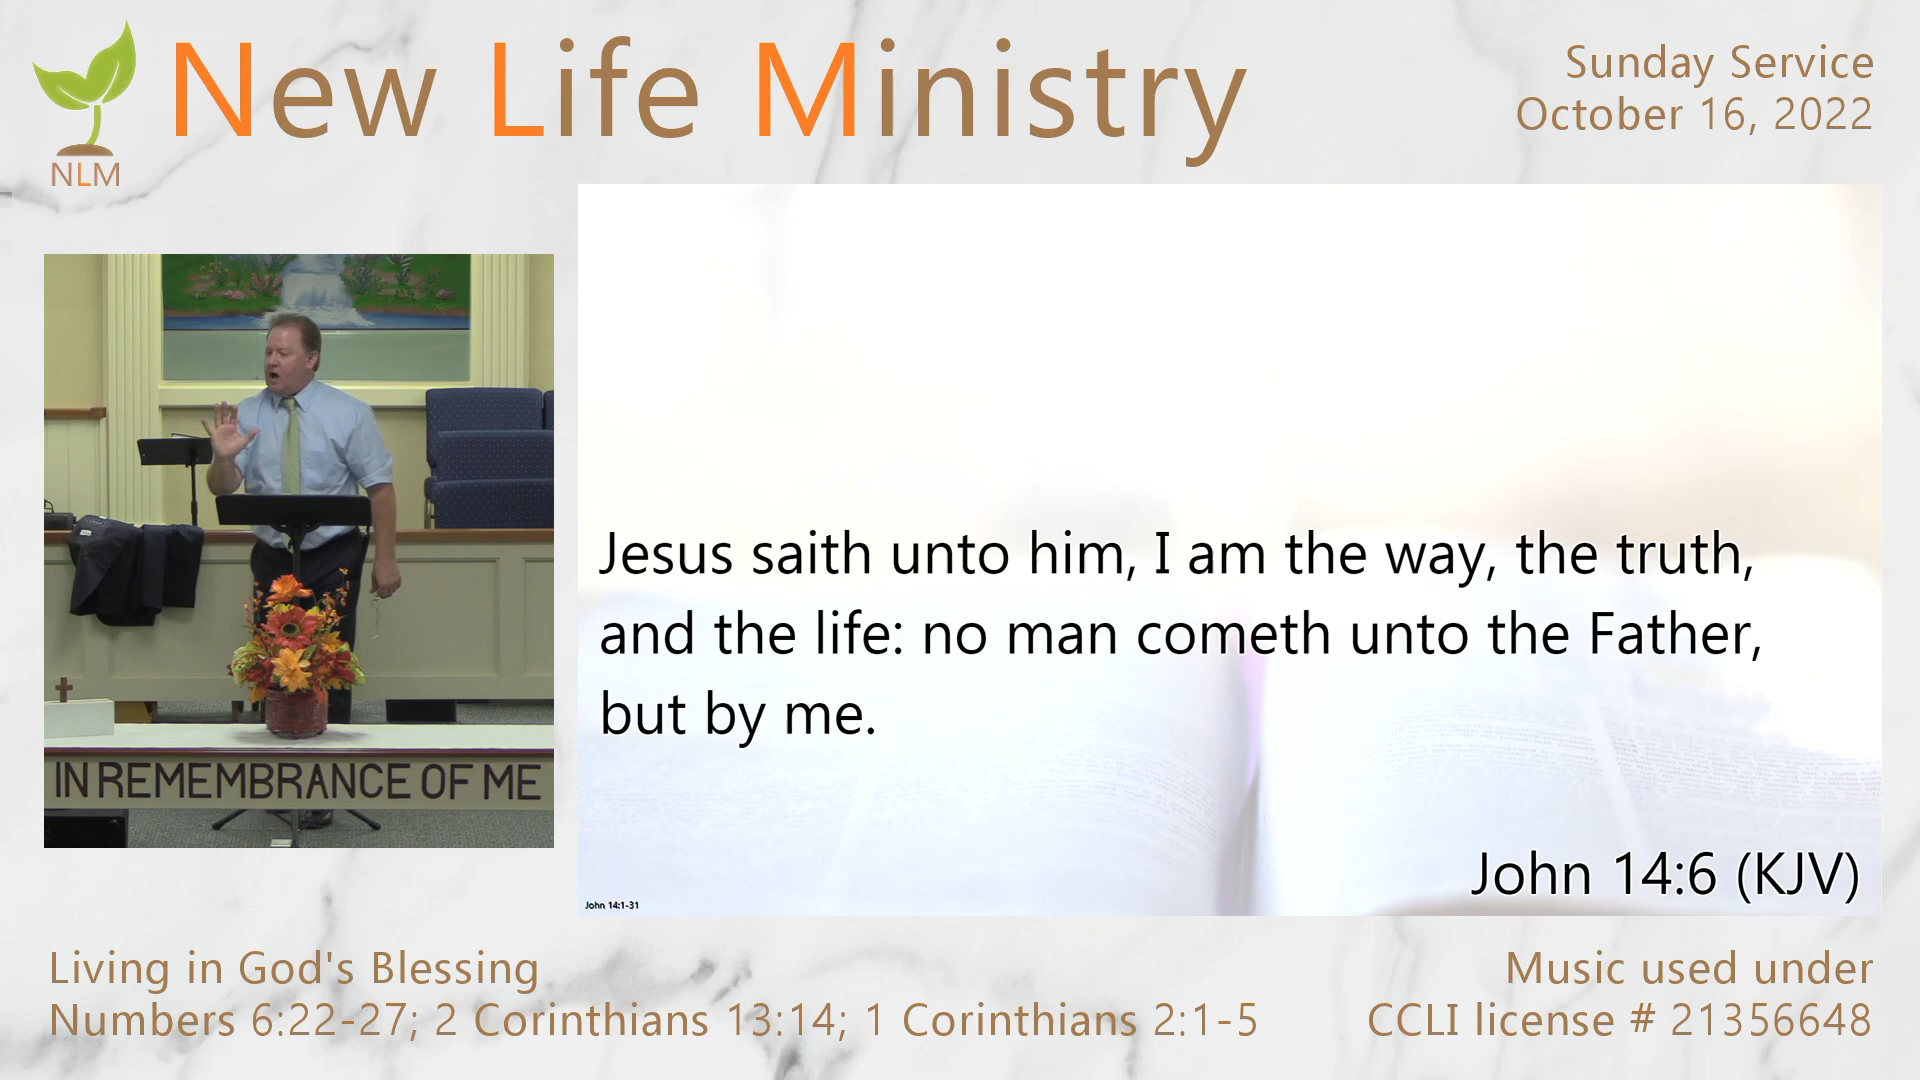 New Life Ministry
NLM
Sunday Service
October 16, 2022
Jesus saith unto him, I am the way, the truth,
and the life: no man cometh unto the Father,
but by me.
John 14:6 (KJV)
John 14:1-31
IN REMEMBRANCE OF ME
Living in God's Blessing
Numbers 6:22-27; 2 Corinthians 13:14; 1 Corinthians 2:1-5
Music used under
CCLI license # 21356648